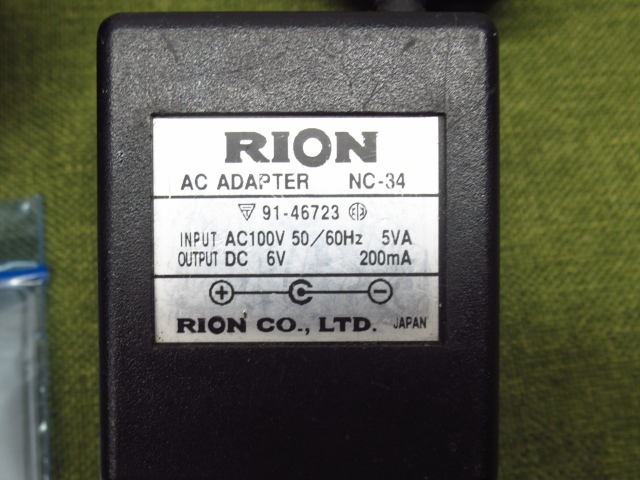 RION
AC ADAPTER NC-34
91-46723
INPUT AC100V 50/60Hz 5VA
OUTPUT DC 6V 200mA
+ −
RION CO., LTD. JAPAN